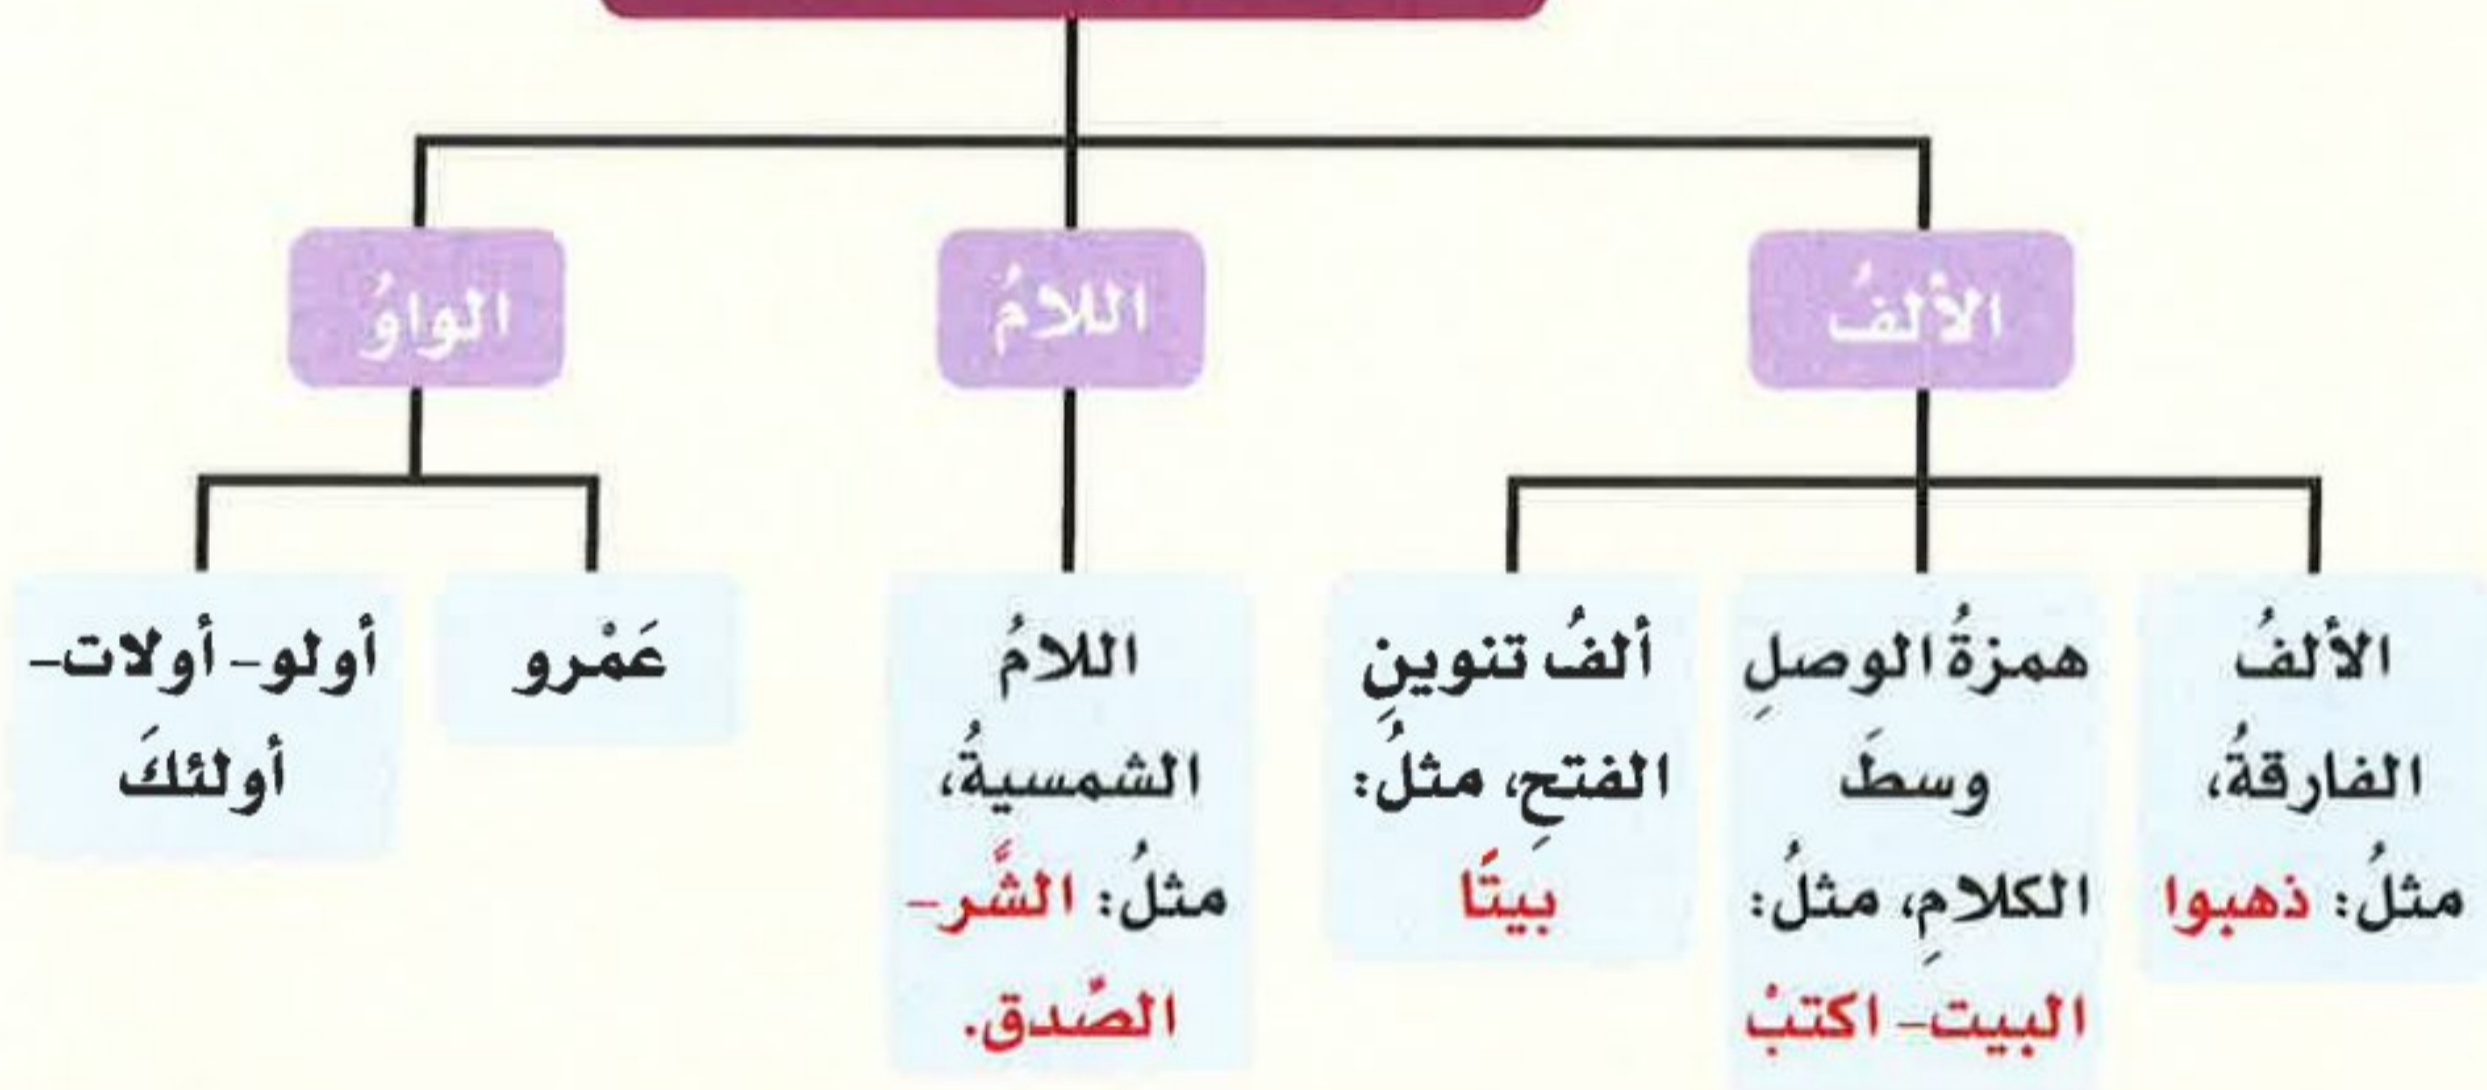 الألفُ
اللامُ
الواوُ
الألفُ
الفارقةُ،
مثلُ: ذهبوا
همزةُ الوصلِ
وسطَ
الكلامِ، مثلُ:
البيت- اكتبْ
ألفُ تنوينِ
الفتحِ، مثلُ:
بيتًا
اللامُ
الشمسيةُ،
مثلُ: الشَّر-
الصِّدق.
عَمْرو
أولو- أولات-
أولئكَ